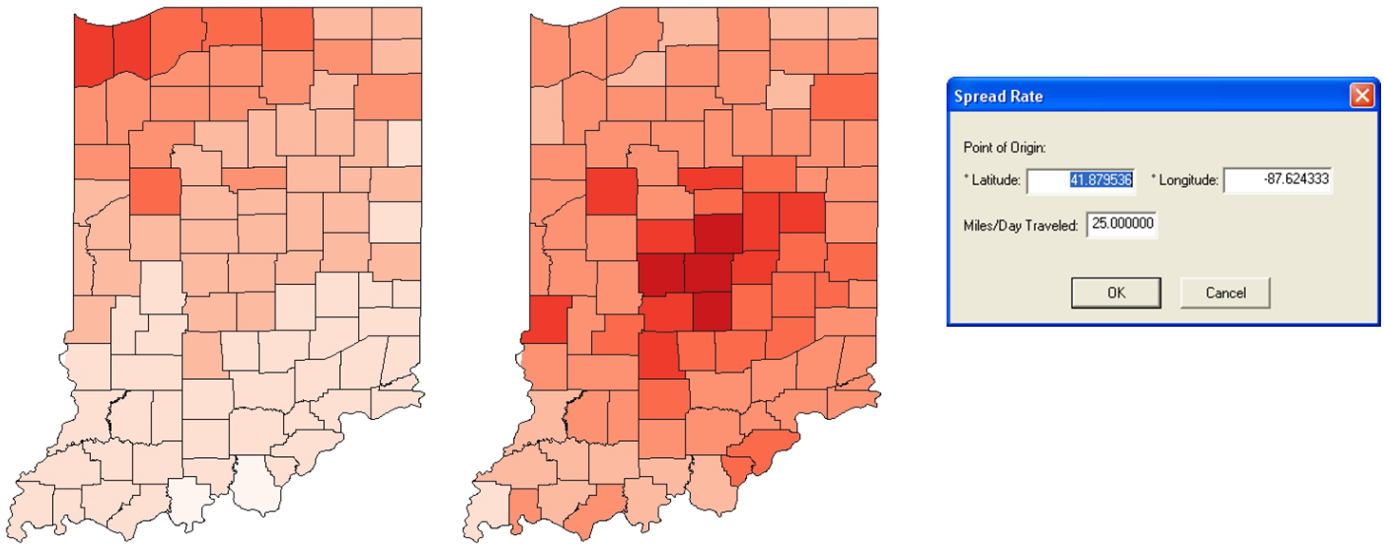 Spread Rate
Point of Origin:
* Latitude: 41.879536 * Longitude: -87.624333
Miles/Day Traveled: 25.000000
OK Cancel